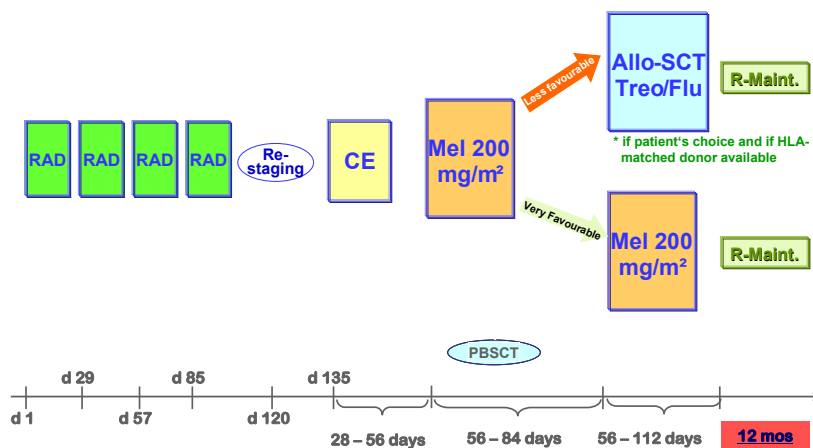 RAD
RAD
RAD
RAD
Re-
staging
CE
Mel 200
mg/m²
Less favourable
Allo-SCT
Treo/Flu
R-Maint.
* if patient‘s choice and if HLA-
matched donor available
Very Favourable
Mel 200
mg/m²
R-Maint.
PBSCT
d 29
d 85
d 135
d 1
d 57
d 120
28 – 56 days
56 – 84 days
56 – 112 days
12 mos